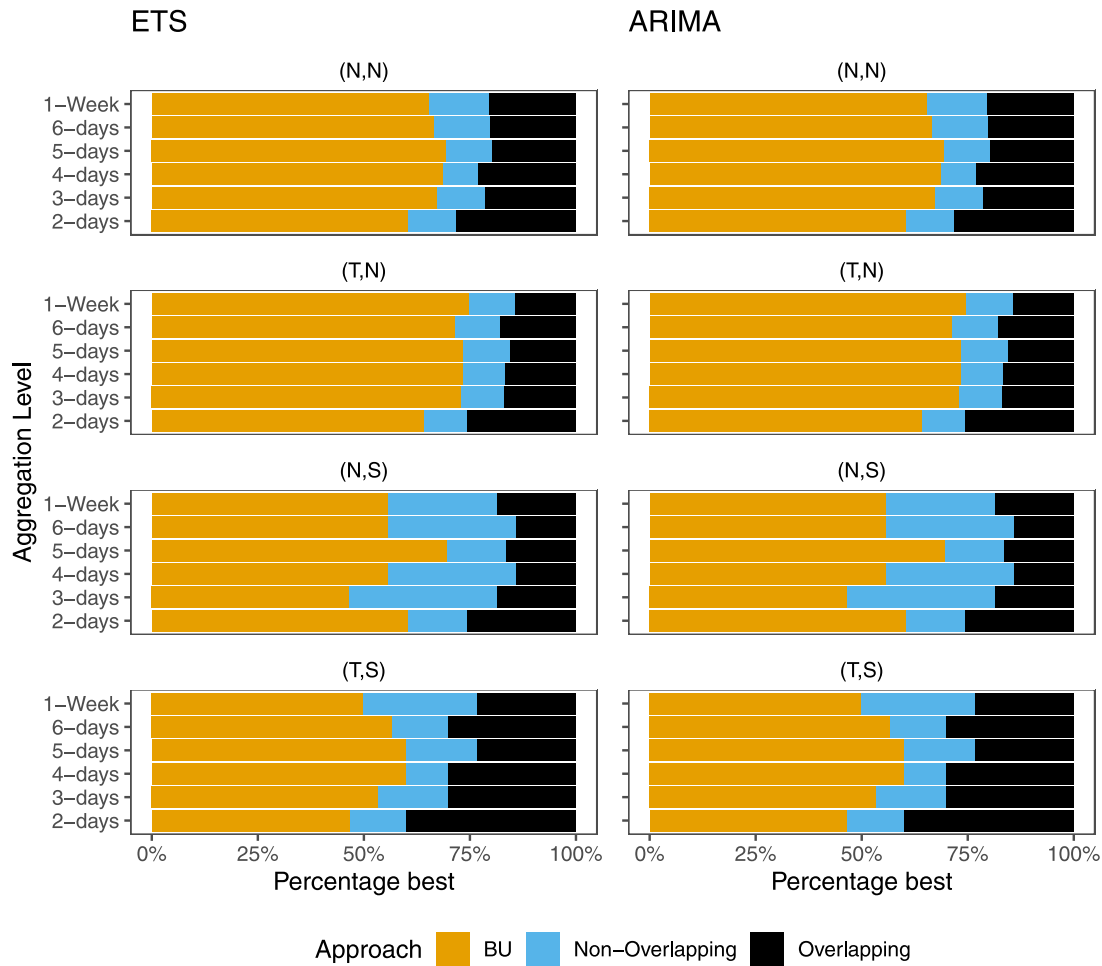 ETS ARIMA
(N,N) (N,N)
1−Week
6−days
5−days
4−days
3−days
2−days
(T,N) (T,N)
1−Week
6−days
5−days
4−days
3−days
2−days
Aggregation Level
(N,S) (N,S)
1−Week
6−days
5−days
4−days
3−days
2−days
(T,S) (T,S)
1−Week
6−days
5−days
4−days
3−days
2−days
0% 25% 50% 75% 100% 0% 25% 50% 75% 100%
Percentage best Percentage best
Approach BU Non−Overlapping Overlapping